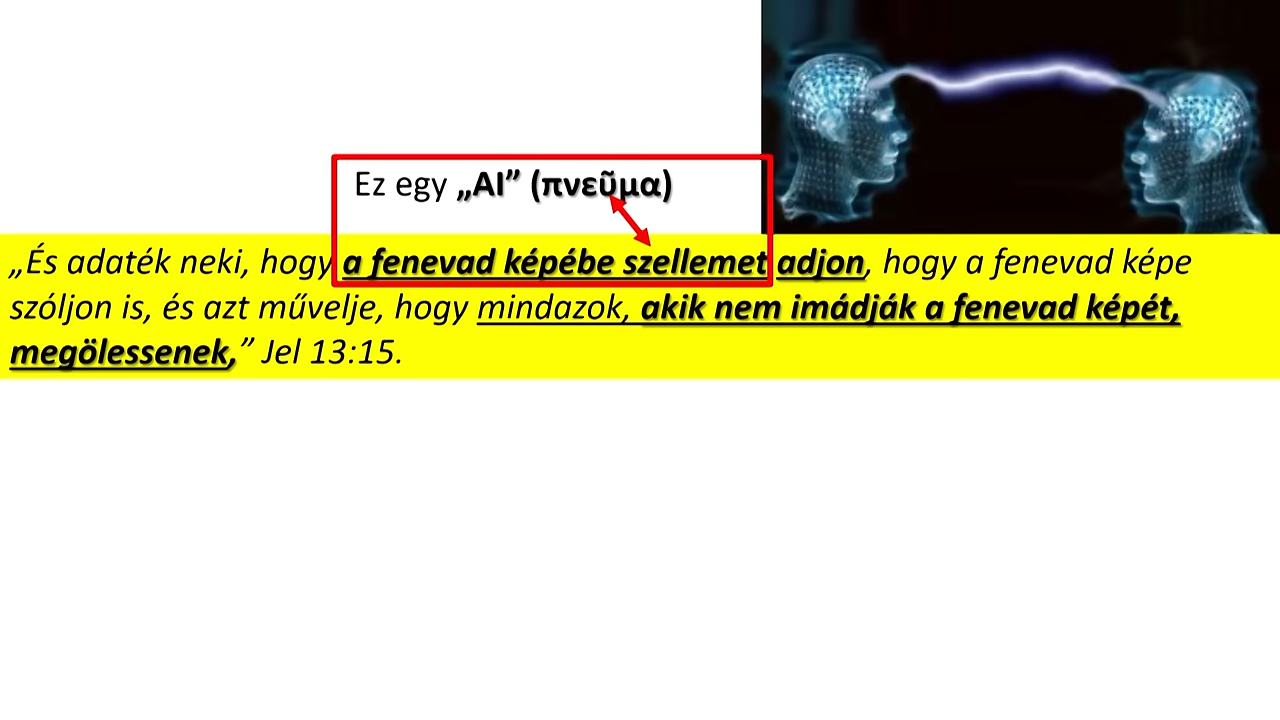 Ez egy „AI” (πνεῦμα)
„És adaték neki, hogy a fenevad képébe szellemet adjon, hogy a fenevad képe
szóljon is, és azt művelje, hogy mindazok, akik nem imádják a fenevad képét,
megölessenek,” Jel 13:15.